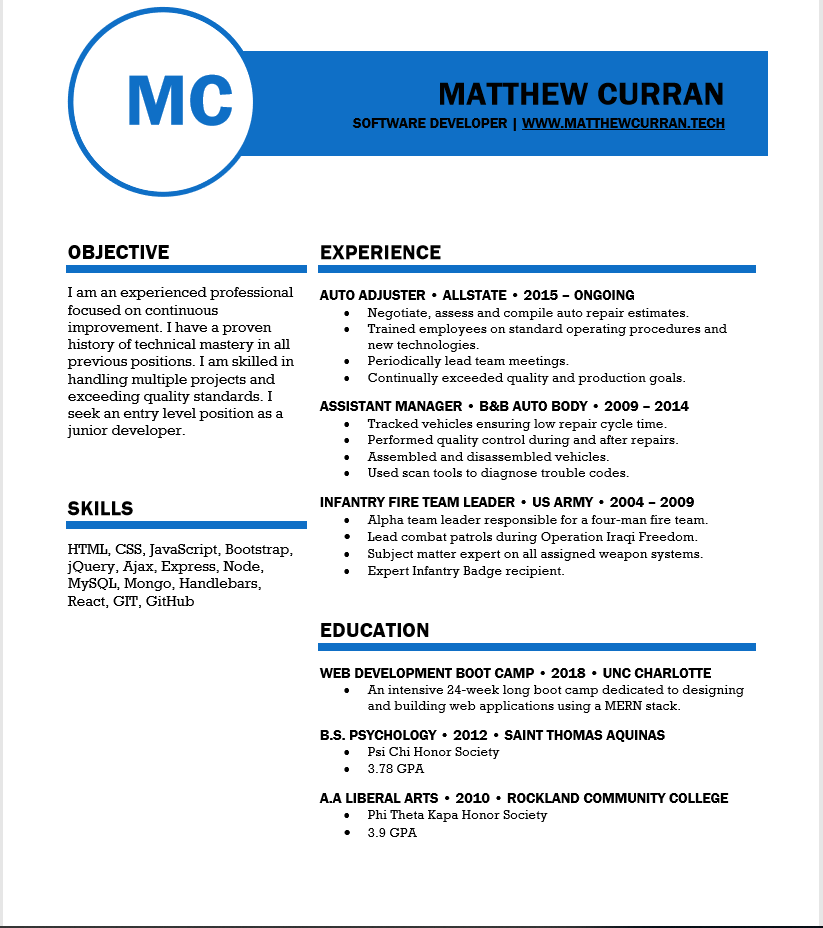 MC
MATTHEW CURRAN
SOFTWARE DEVELOPER | WWW.MATTHEWCURRAN.TECH
OBJECTIVE
I am an experienced professional
focused on continuous
improvement. I have a proven
history of technical mastery in all
previous positions. I am skilled in
handling multiple projects and
exceeding quality standards. I
seek an entry level position as a
junior developer.
SKILLS
HTML, CSS, JavaScript, Bootstrap,
jQuery, Ajax, Express, Node,
MySQL, Mongo, Handlebars,
React, GIT, GitHub
EXPERIENCE
AUTO ADJUSTER • ALLSTATE • 2015 – ONGOING
• Negotiate, assess and compile auto repair estimates.
• Trained employees on standard operating procedures and
new technologies.
• Periodically lead team meetings.
• Continually exceeded quality and production goals.
ASSISTANT MANAGER • B&B AUTO BODY • 2009 – 2014
• Tracked vehicles ensuring low repair cycle time.
• Performed quality control during and after repairs.
• Assembled and disassembled vehicles.
• Used scan tools to diagnose trouble codes.
INFANTRY FIRE TEAM LEADER • US ARMY • 2004 – 2009
• Alpha team leader responsible for a four-man fire team.
• Lead combat patrols during Operation Iraqi Freedom.
• Subject matter expert on all assigned weapon systems.
• Expert Infantry Badge recipient.
EDUCATION
WEB DEVELOPMENT BOOT CAMP • 2018 • UNC CHARLOTTE
• An intensive 24-week long boot camp dedicated to designing
and building web applications using a MERN stack.
B.S. PSYCHOLOGY • 2012 • SAINT THOMAS AQUINAS
• Psi Chi Honor Society
• 3.78 GPA
A.A LIBERAL ARTS • 2010 • ROCKLAND COMMUNITY COLLEGE
• Phi Theta Kapa Honor Society
• 3.9 GPA